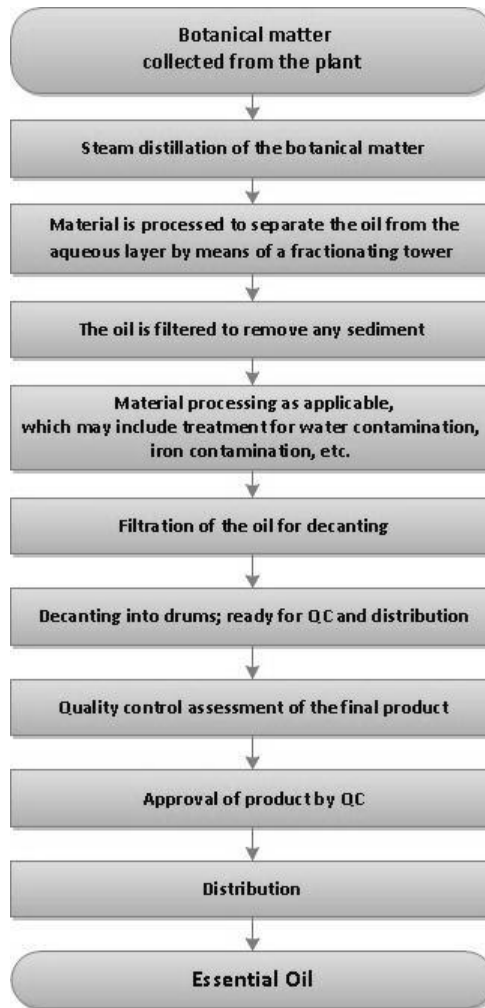 Botanical matter
collected from the plant
Steam distillation of the botanical matter
Material is processed to separate the oil from the
aqueous layer by means of a fractionating tower
The oil is filtered to remove any sediment
Material processing as applicable,
which may include treatment for water contamination,
iron contamination, etc.
Filtration of the oil for decanting
Decanting into drums; ready for QC and distribution
Quality control assessment of the final product
Approval of product by QC
Distribution
Essential Oil